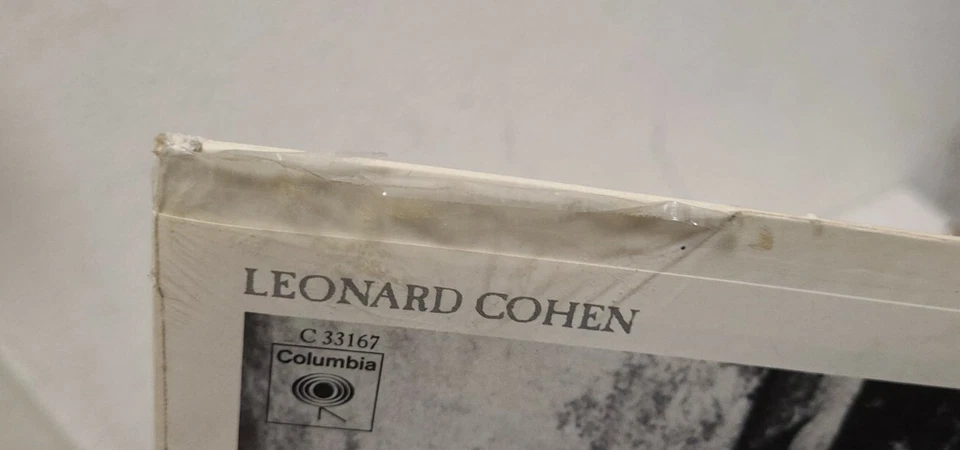 LEONARD COHEN
C 33167
Columbia